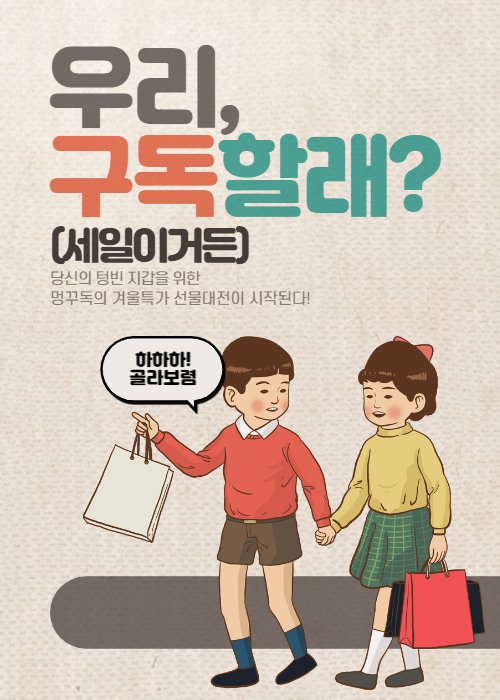 우리,
구독할래?
(세일이거든)
당신의 텅빈 지갑을 위한
멍꾸독의 겨울특가 선물대전이 시작된다!
하하하!
골라보렴